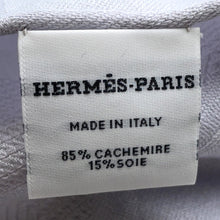 HERMÈS-PARIS
MADE IN ITALY
85% CACHEMIRE
15% SOIE